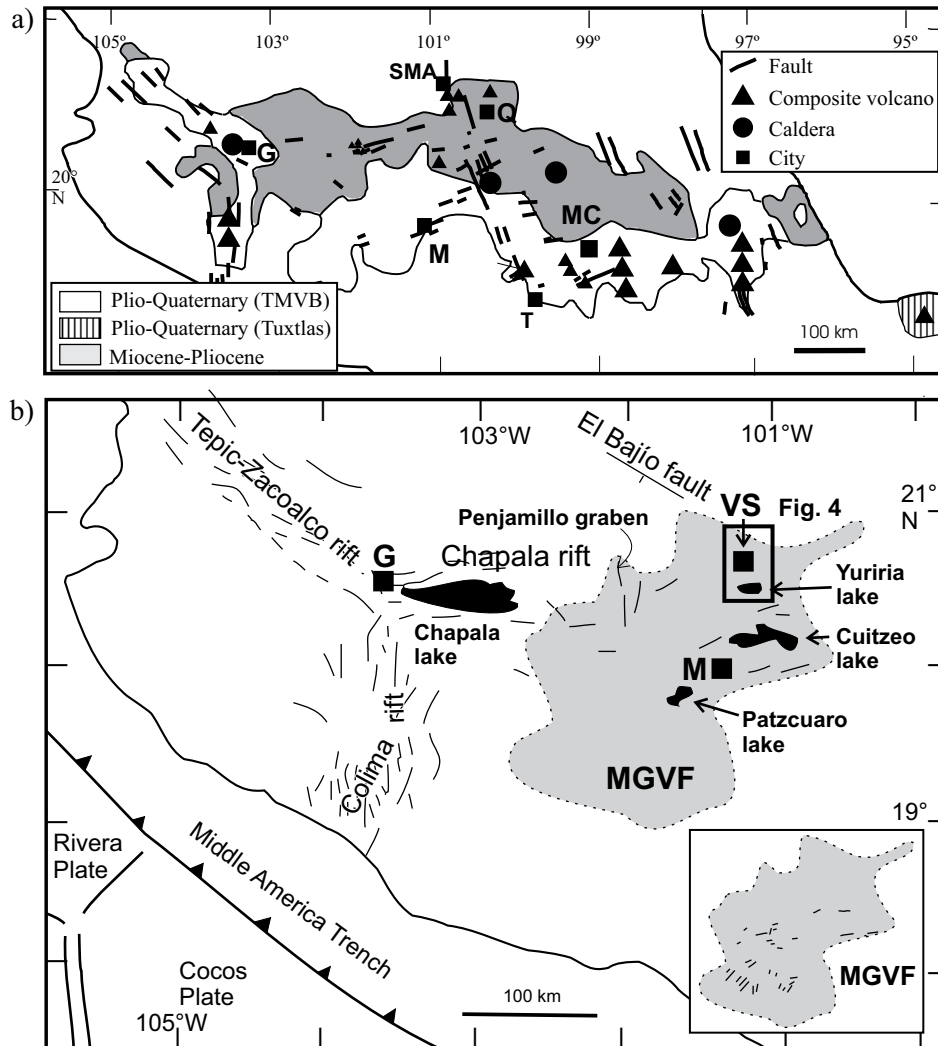 a)
105°
103°
101°
99°
97°
95°
SMA
Q
G
20°
N
MC
M
T
Fault
Composite volcano
Caldera
City
Plio-Quaternary (TMVB)
Plio-Quaternary (Tuxtlas)
Miocene-Pliocene
100 km
b)
103°W
101°W
21°
N
Tepic-Zacoalco rift
El Bajío fault
VS
Fig. 4
Penjamillo graben
G
Chapala rift
Yuriria
lake
Chapala
lake
Cuitzeo
lake
M
Patzcuaro
lake
Colima rift
MGVF
19°
Rivera
Plate
Middle America Trench
MGVF
Cocos
Plate
100 km
105°W